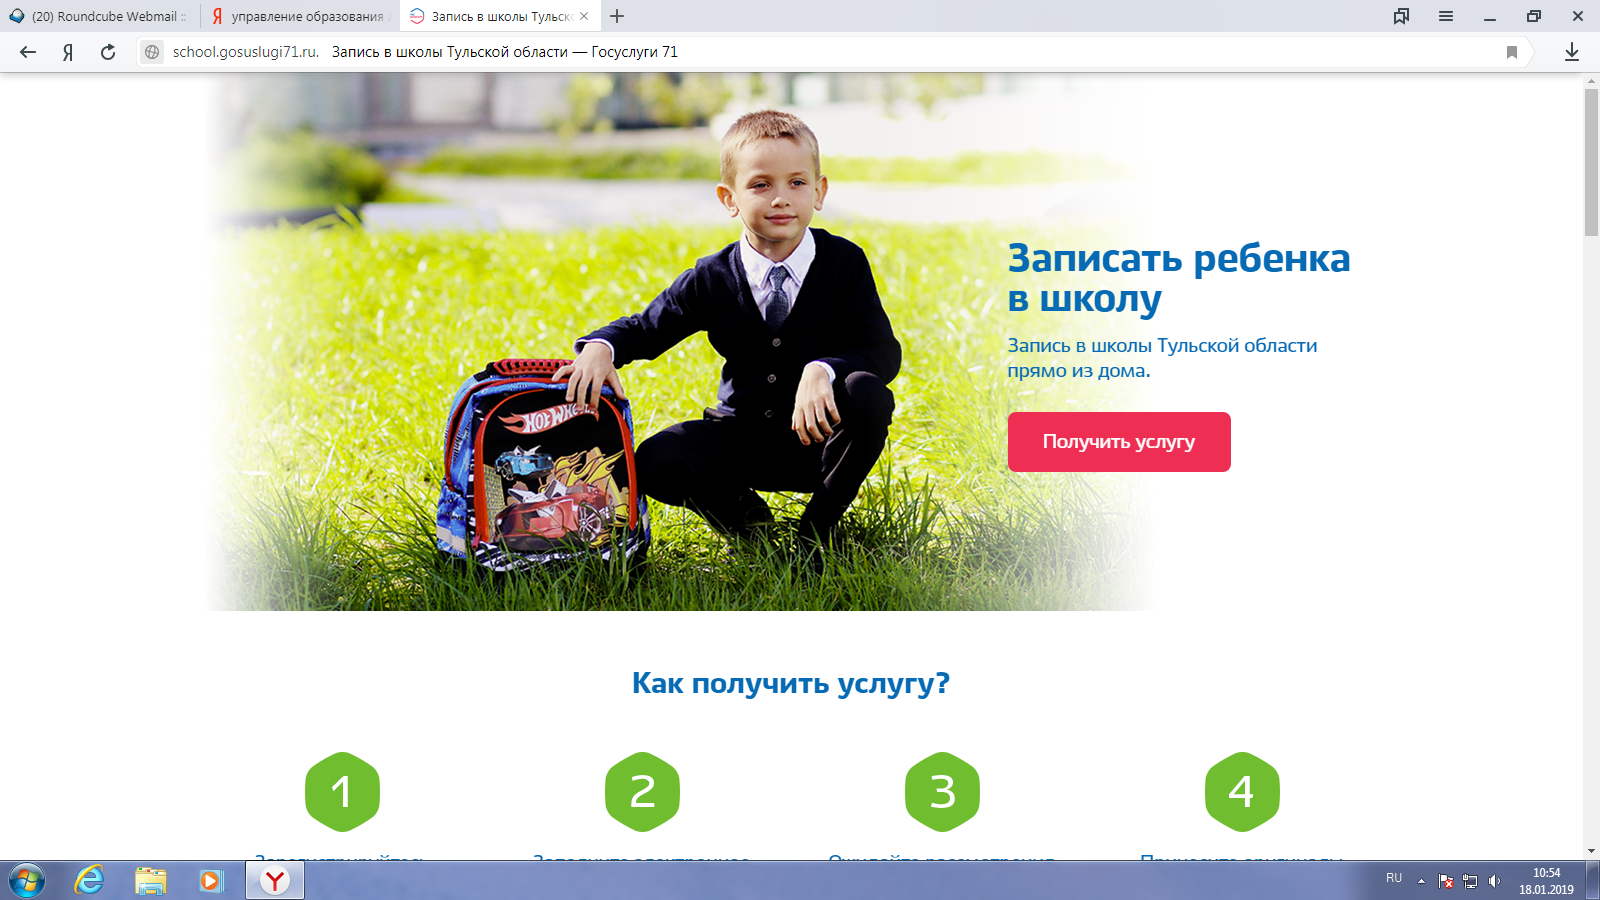 (20) Roundcube Webmail ::
управление образования
Запись в школы Тульск
school.gosuslugi71.ru. Запись в школы Тульской области — Госуслуги 71
HOT WHEELS
Записать ребенка
в школу
Запись в школы Тульской области
прямо из дома.
Получить услугу
Как получить услугу?
1 2 3 4
RU
10:54
18.01.2019